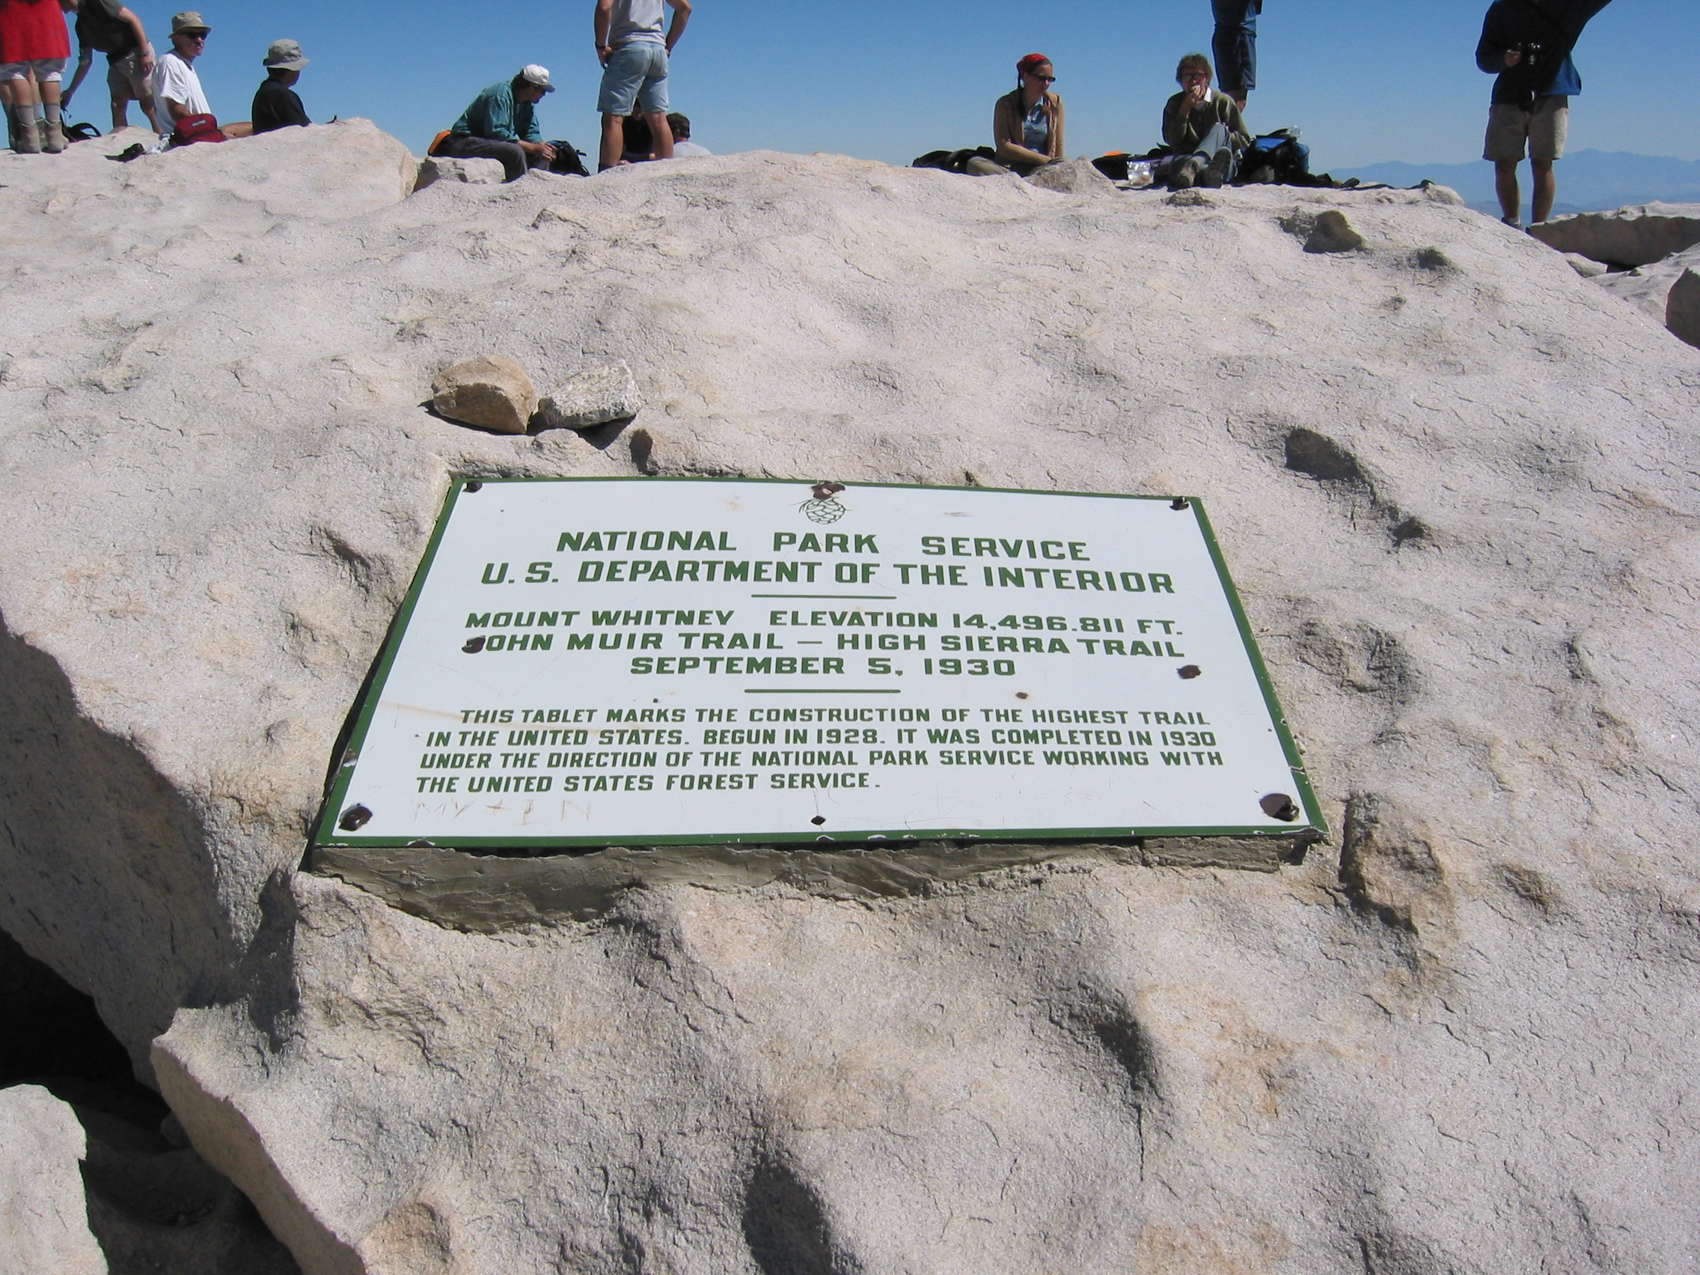 NATIONAL PARK SERVICE
U.S. DEPARTMENT OF THE INTERIOR
MOUNT WHITNEY ELEVATION 14,496.811 FT.
JOHN MUIR TRAIL — HIGH SIERRA TRAIL
SEPTEMBER 5, 1930
THIS TABLET MARKS THE CONSTRUCTION OF THE HIGHEST TRAIL
IN THE UNITED STATES. BEGUN IN 1928. IT WAS COMPLETED IN 1930
UNDER THE DIRECTION OF THE NATIONAL PARK SERVICE WORKING WITH
THE UNITED STATES FOREST SERVICE.